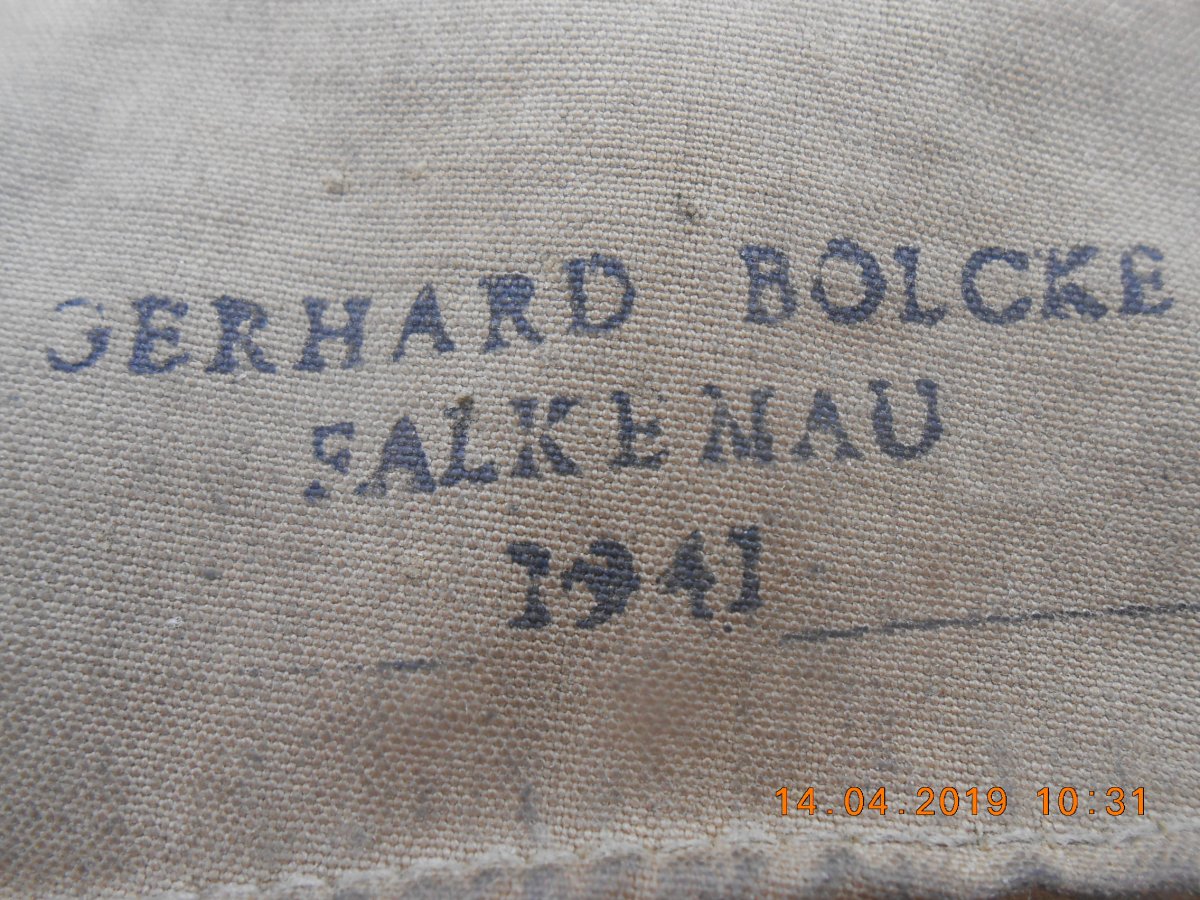 GERHARD BOLCKE
FALKENAU
1941
14.04.2019 10:31